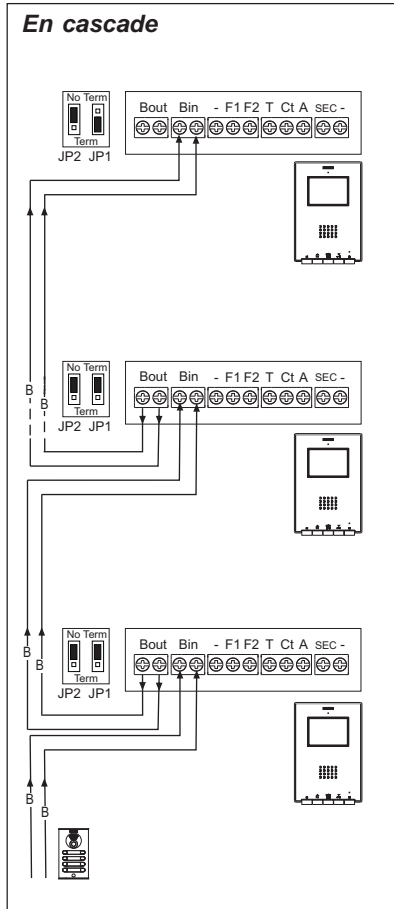 En cascade
No Term
Term
JP2 JP1
Bout Bin - F1 F2 T Ct A SEC -
B B
No Term
Term
JP2 JP1
Bout Bin - F1 F2 T Ct A SEC -
B B
No Term
Term
JP2 JP1
Bout Bin - F1 F2 T Ct A SEC -
B B